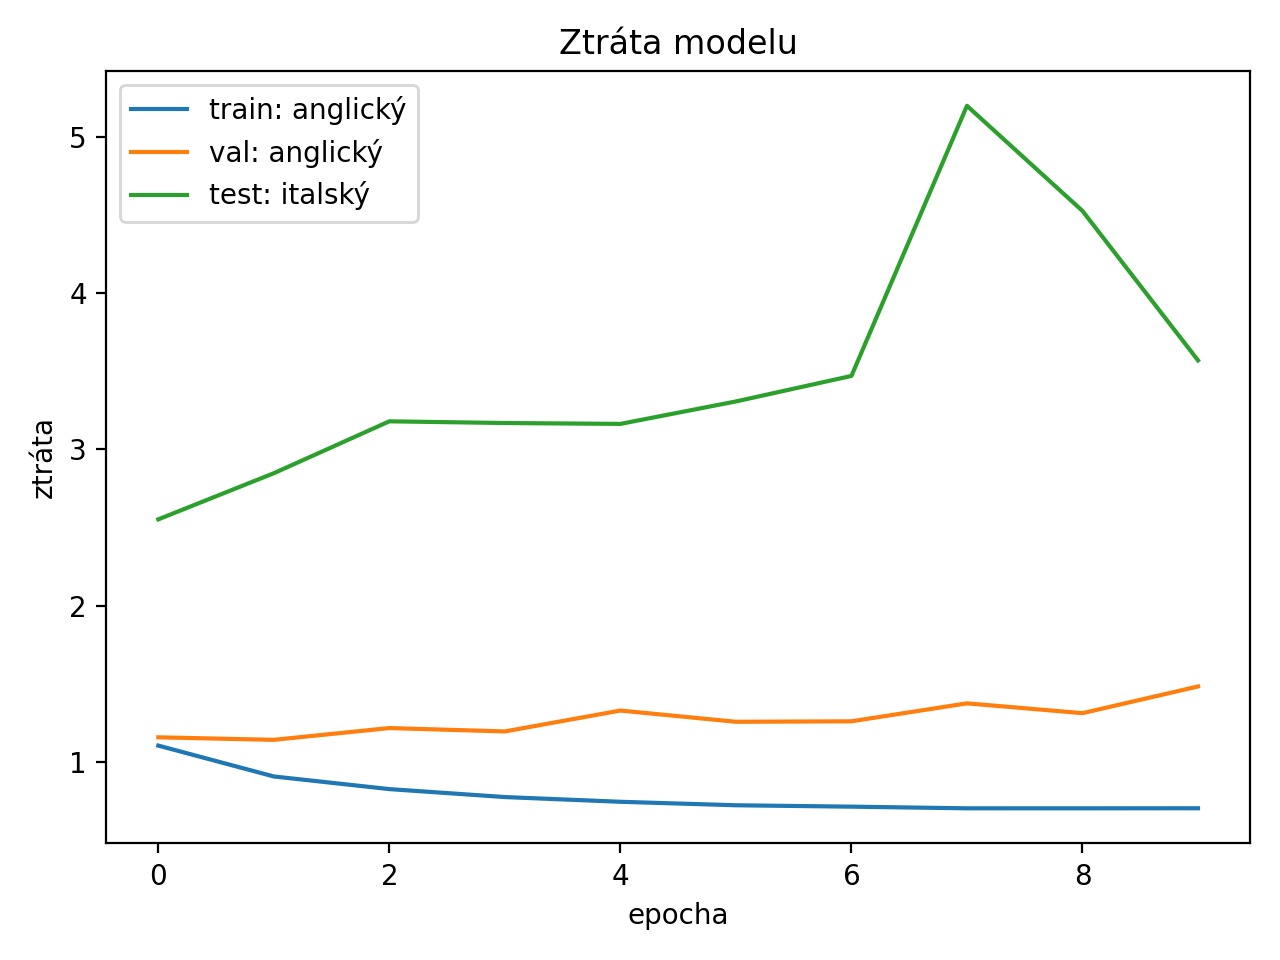 Ztráta modelu
train: anglický
val: anglický
test: italský
5
4
3
2
1
ztráta
0 2 4 6 8
epocha